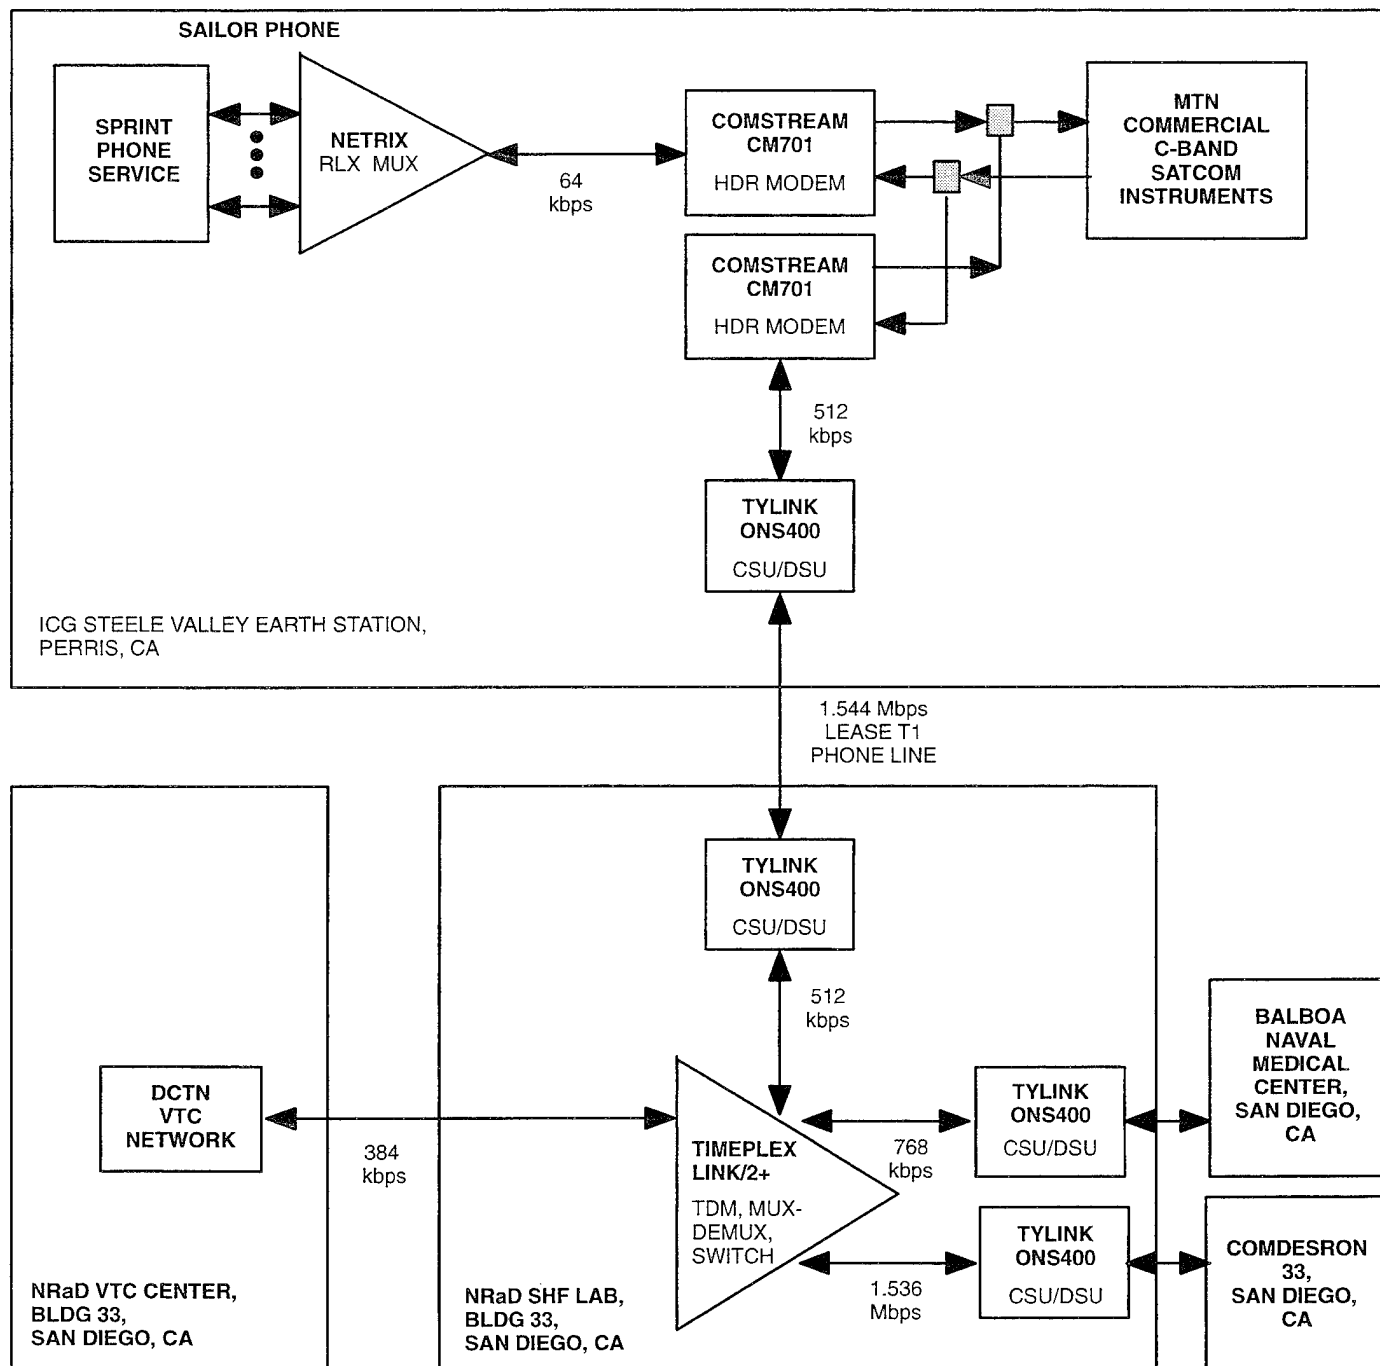 SAILOR PHONE
SPRINT
PHONE
SERVICE
NETRIX
RLX MUX
64
kbps
COMSTREAM
CM701
HDR MODEM
MTN
COMMERCIAL
C-BAND
SATCOM
INSTRUMENTS
COMSTREAM
CM701
HDR MODEM
512
kbps
TYLINK
ONS400
CSU/DSU
ICG STEELE VALLEY EARTH STATION,
PERRIS, CA
1.544 Mbps
LEASE T1
PHONE LINE
TYLINK
ONS400
CSU/DSU
512
kbps
DCTN
VTC
NETWORK
384
kbps
TIMEPLEX
LINK/2+
TDM, MUX-
DEMUX,
SWITCH
768
kbps
TYLINK
ONS400
CSU/DSU
BALBOA
NAVAL
MEDICAL
CENTER,
SAN DIEGO,
CA
1.536
Mbps
TYLINK
ONS400
CSU/DSU
COMDESRON
33,
SAN DIEGO,
CA
NRaD VTC CENTER,
BLDG 33,
SAN DIEGO, CA
NRaD SHF LAB,
BLDG 33,
SAN DIEGO, CA